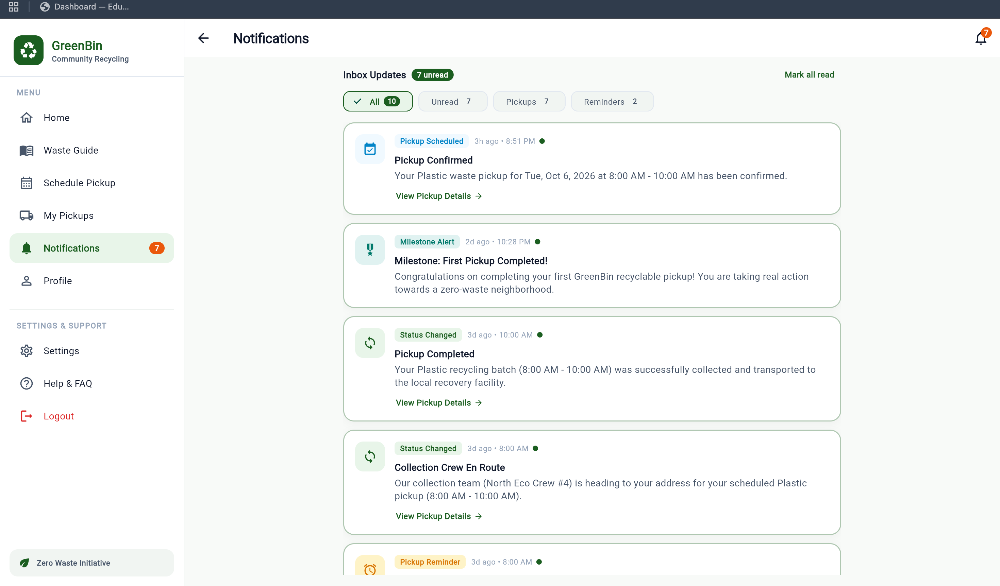 Dashboard — Edu...
GreenBin
Community Recycling
MENU
Home
Waste Guide
Schedule Pickup
My Pickups
Notifications 7
Profile
SETTINGS & SUPPORT
Settings
Help & FAQ
Logout
Zero Waste Initiative
Notifications
7
Inbox Updates 7 unread Mark all read
All 10 Unread 7 Pickups 7 Reminders 2
Pickup Scheduled 3h ago • 8:51 PM
Pickup Confirmed
Your Plastic waste pickup for Tue, Oct 6, 2026 at 8:00 AM - 10:00 AM has been confirmed.
View Pickup Details →
Milestone Alert 2d ago • 10:28 PM
Milestone: First Pickup Completed!
Congratulations on completing your first GreenBin recyclable pickup! You are taking real action
towards a zero-waste neighborhood.
Status Changed 3d ago • 10:00 AM
Pickup Completed
Your Plastic recycling batch (8:00 AM - 10:00 AM) was successfully collected and transported to
the local recovery facility.
View Pickup Details →
Status Changed 3d ago • 8:00 AM
Collection Crew En Route
Our collection team (North Eco Crew #4) is heading to your address for your scheduled Plastic
pickup (8:00 AM - 10:00 AM).
View Pickup Details →
Pickup Reminder 3d ago • 8:00 AM